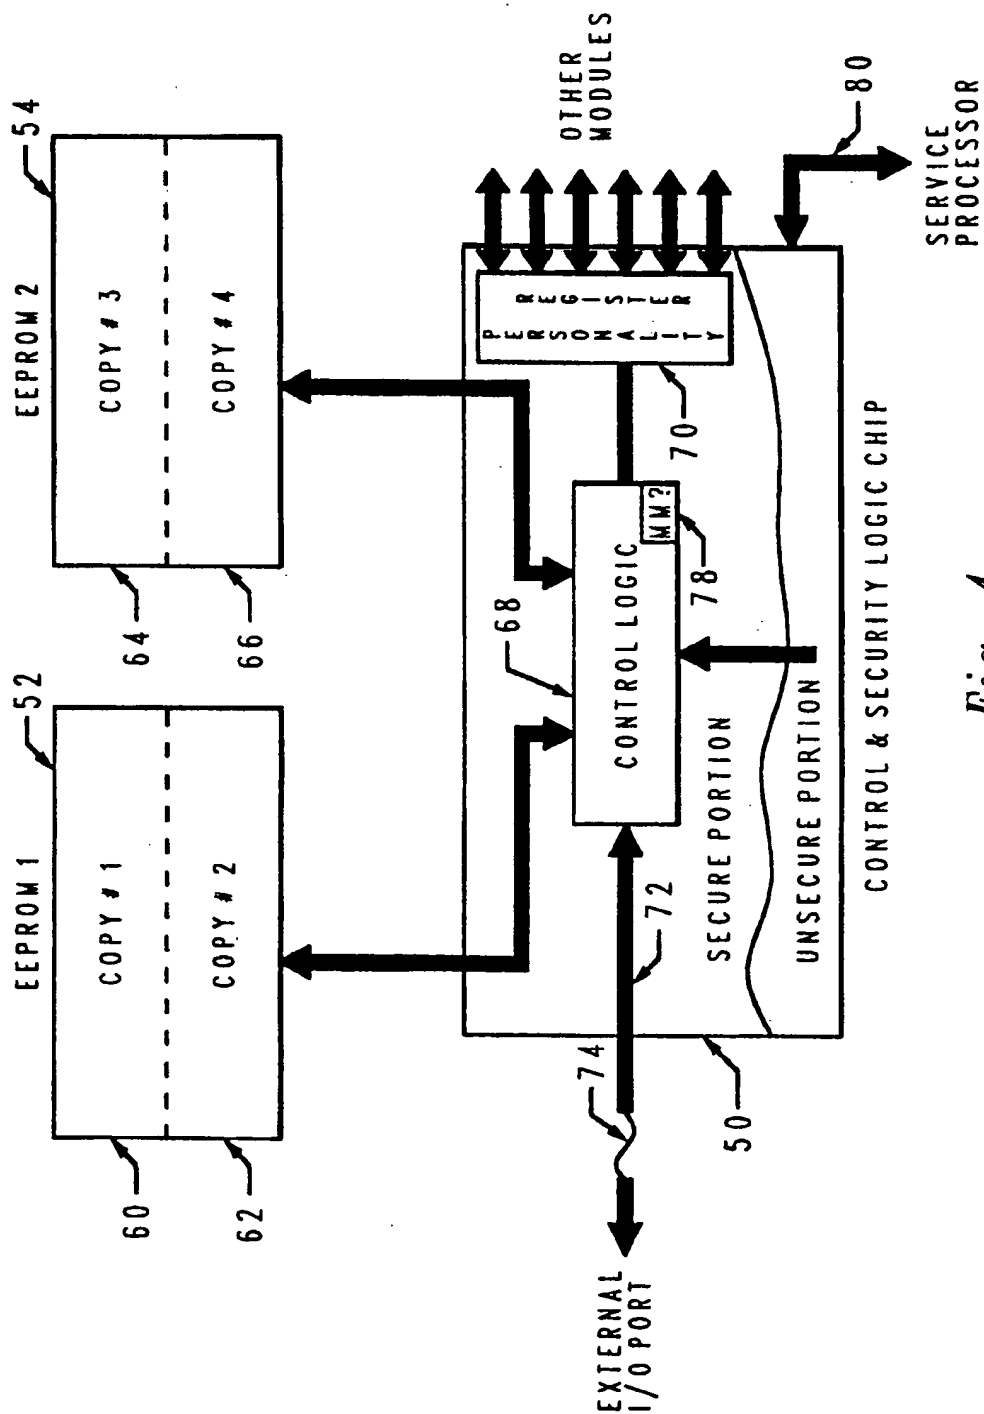 EEPROM 1
52
COPY # 1
COPY # 2
60
62
EEPROM 2
54
COPY # 3
COPY # 4
64
66
EXTERNAL
I/O PORT
74
72
68
CONTROL LOGIC
MM?
78
70
PERSONALITY
REGISTER
OTHER
MODULES
SECURE PORTION
UNSECURE PORTION
50
80
SERVICE
PROCESSOR
CONTROL & SECURITY LOGIC CHIP
Fig. 4